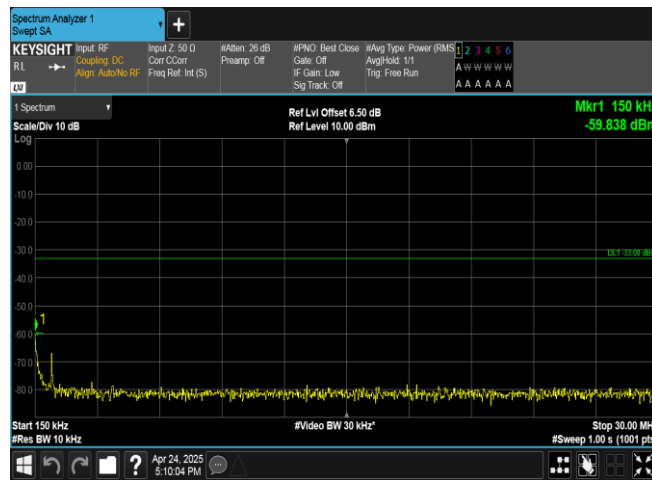 Spectrum Analyzer 1
Swept SA
+
KEYSIGHT Input: RF Input Z: 50 Ω #Atten: 26 dB #PNO: Best Close #Avg Type: Power (RMS 1 2 3 4 5 6
RL Coupling: DC Corr CCorr Preamp: Off Gate: Off Avg|Hold: 1/1 A W W W W W
Align: Auto/No RF Freq Ref: Int (S) IF Gain: Low Trig: Free Run
LXI Sig Track: Off A A A A A A
1 Spectrum Ref Lvl Offset 6.50 dB Mkr1 150 kH
Scale/Div 10 dB Ref Level 10.00 dBm -59.838 dBr
Log
0.00
-10.0
-20.0
-30.0 DL1 -33.00 dB
-40.0
-50.0
1
-60.0
-70.0
-80.0
Start 150 kHz #Video BW 30 kHz* Stop 30.00 MH
#Res BW 10 kHz #Sweep 1.00 s (1001 pts
? Apr 24, 2025
5:10:04 PM